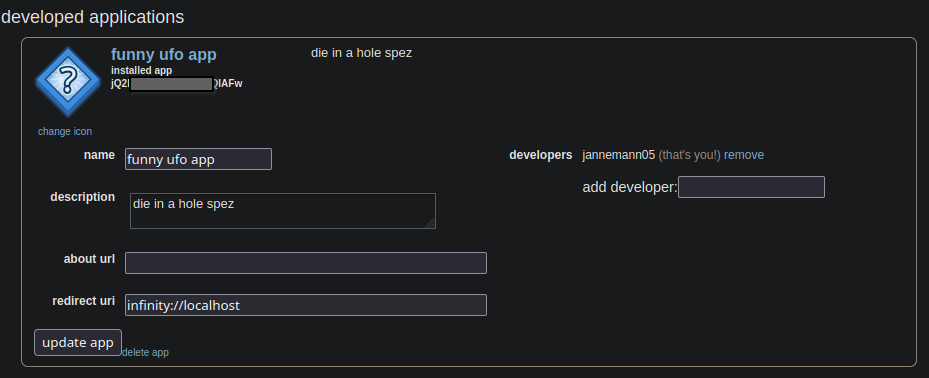 developed applications
funny ufo app
die in a hole spez
installed app
jQ2
QIAFw
change icon
name
funny ufo app
developers jannemann05 (that's you!) remove
add developer:
description
die in a hole spez
about url
redirect uri
infinity://localhost
update app
delete app